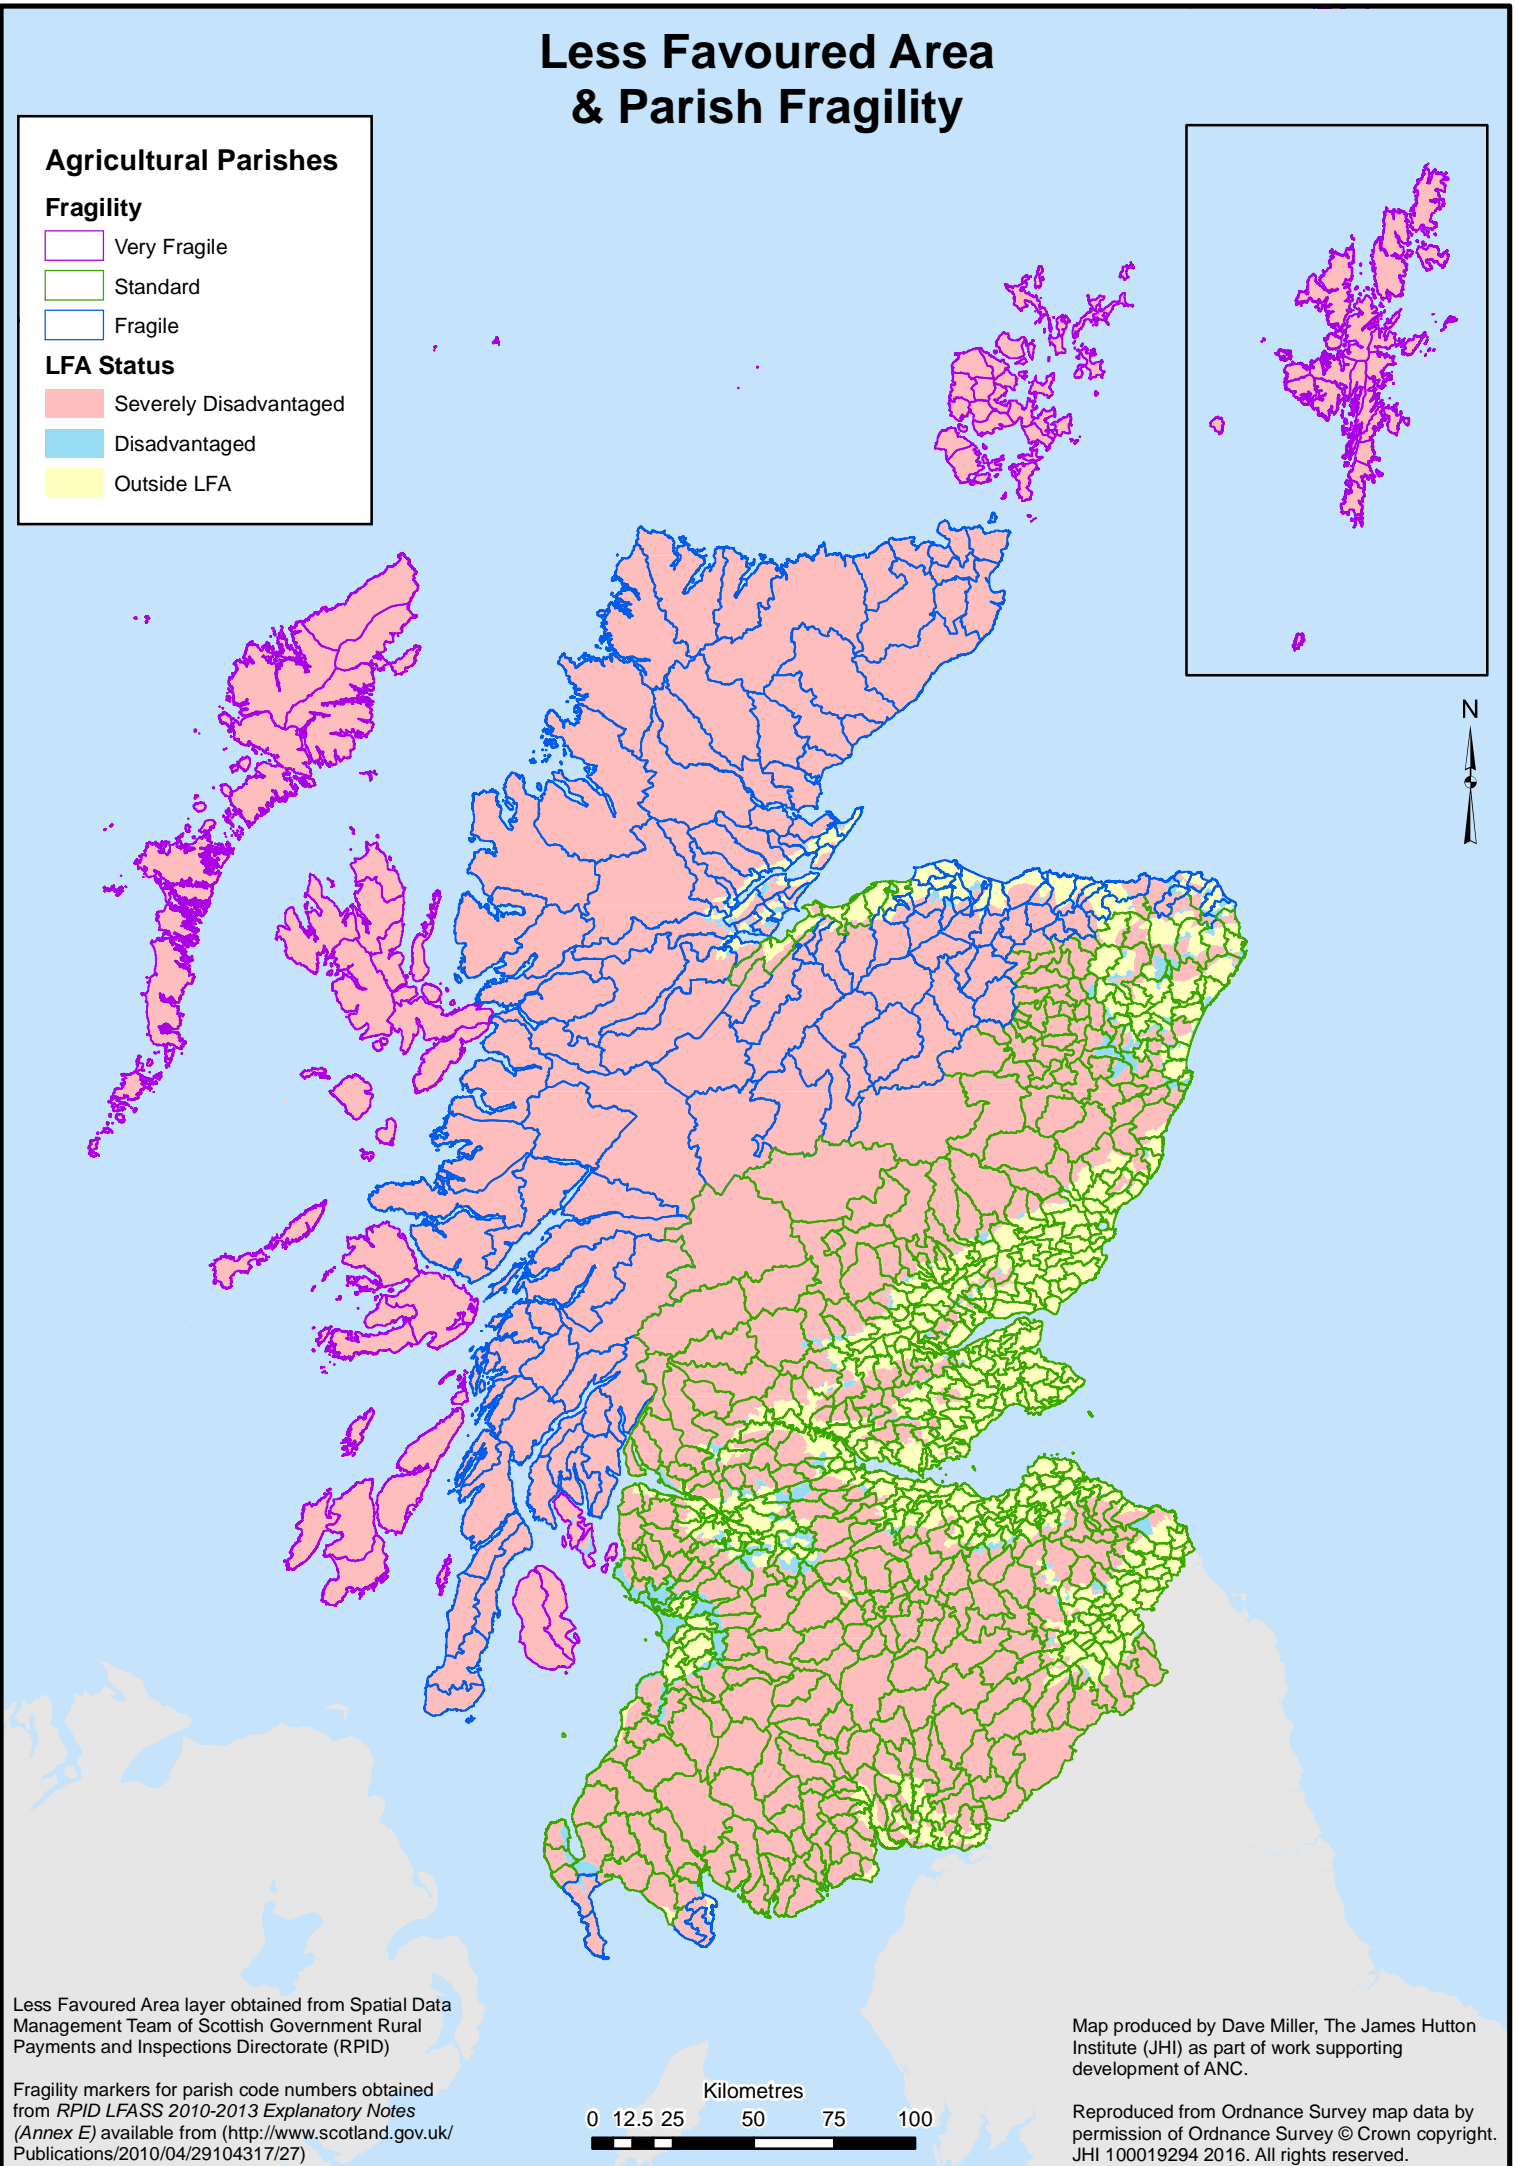 Less Favoured Area
& Parish Fragility
Agricultural Parishes
Fragility
Very Fragile
Standard
Fragile
LFA Status
Severely Disadvantaged
Disadvantaged
Outside LFA
N
Less Favoured Area layer obtained from Spatial Data
Management Team of Scottish Government Rural
Payments and Inspections Directorate (RPID)
Fragility markers for parish code numbers obtained
from RPID LFASS 2010-2013 Explanatory Notes
(Annex E) available from (http://www.scotland.gov.uk/
Publications/2010/04/29104317/27)
Kilometres
0 12.5 25 50 75 100
Map produced by Dave Miller, The James Hutton
Institute (JHI) as part of work supporting
development of ANC.
Reproduced from Ordnance Survey map data by
permission of Ordnance Survey © Crown copyright.
JHI 100019294 2016. All rights reserved.